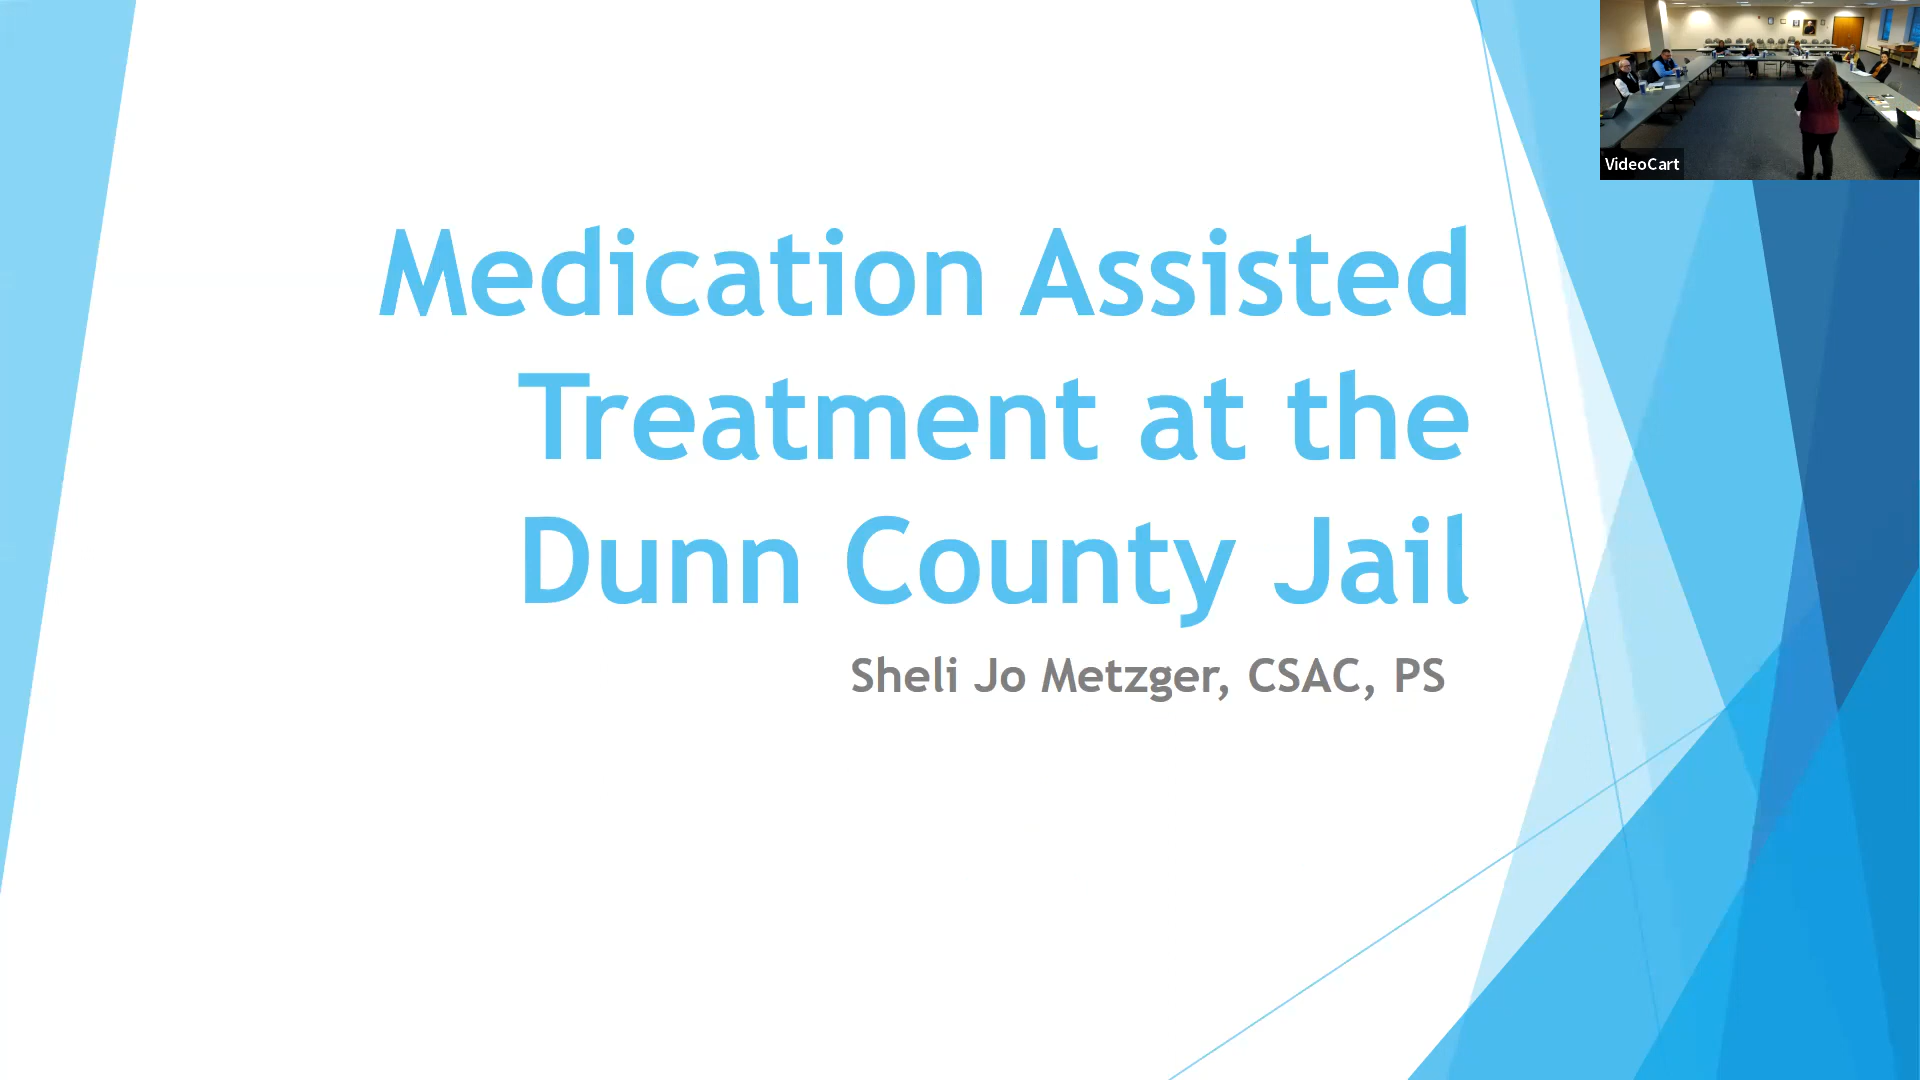 Medication Assisted
Treatment at the
Dunn County Jail
Sheli Jo Metzger, CSAC, PS
VideoCart